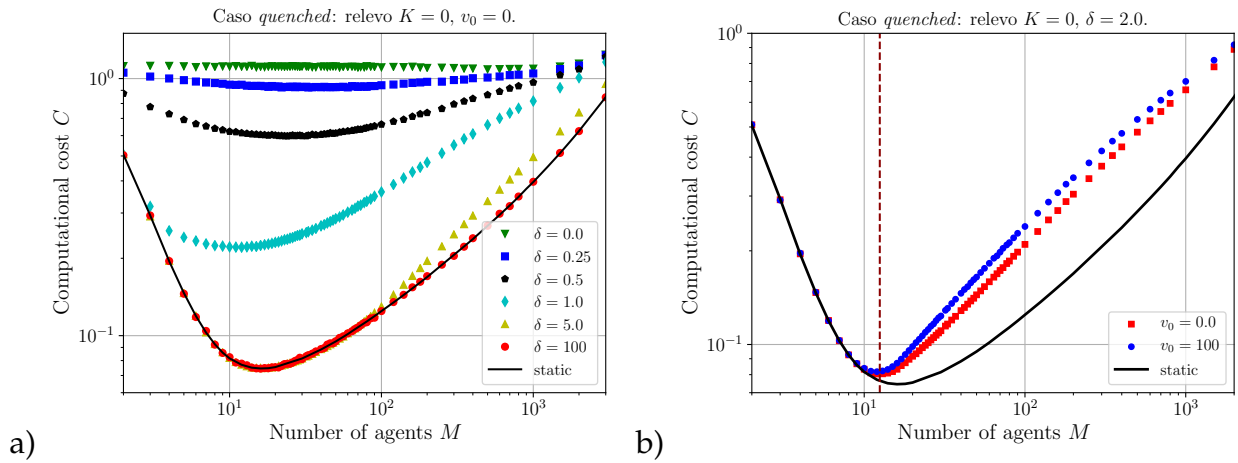 Caso quenched: relevo K = 0, v₀ = 0.
Computational cost C
10⁰
10⁻¹
δ = 0.0
δ = 0.25
δ = 0.5
δ = 1.0
δ = 5.0
δ = 100
static
10¹
10²
10³
Number of agents M
a)
Caso quenched: relevo K = 0, δ = 2.0.
Computational cost C
10⁰
10⁻¹
v₀ = 0.0
v₀ = 100
static
10¹
10²
10³
Number of agents M
b)